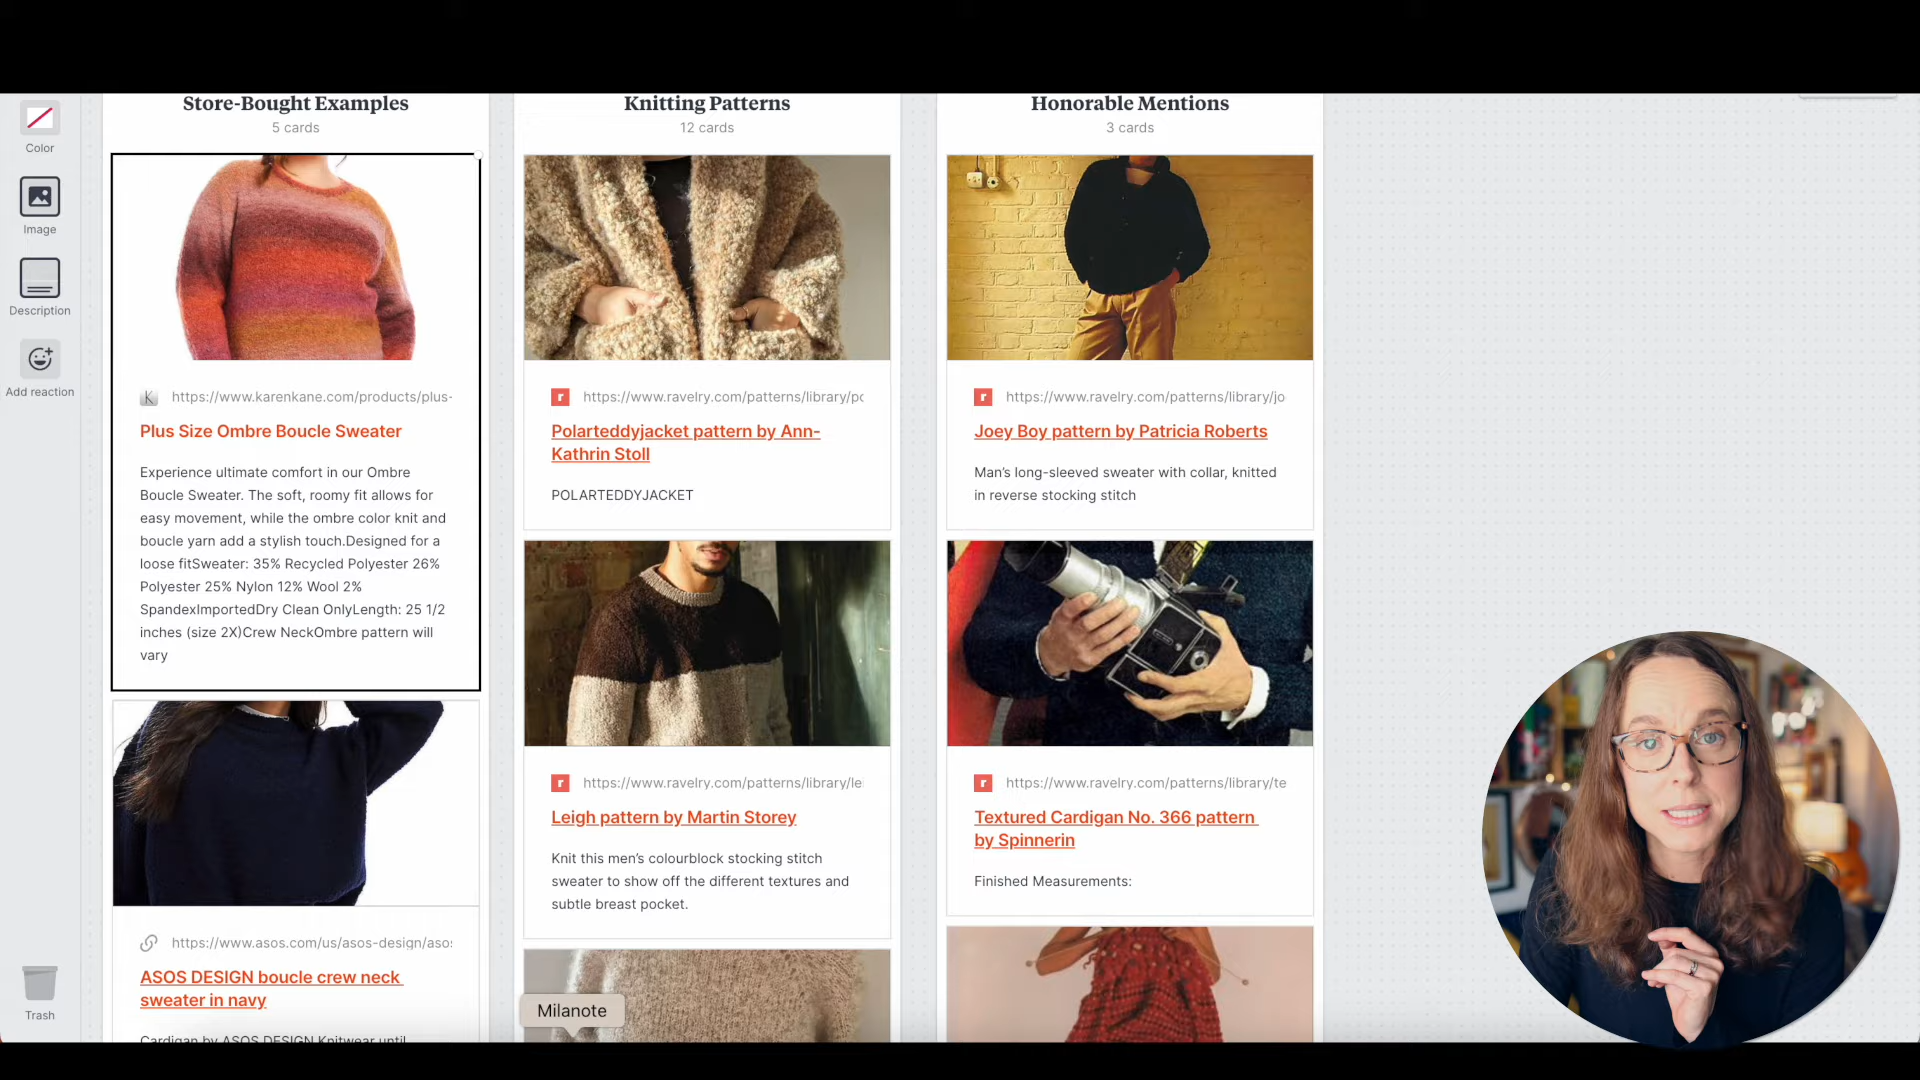 Color
Image
Description
Add reaction
Trash
Store-Bought Examples
5 cards
K
https://www.karenkane.com/products/plus-
Plus Size Ombre Boucle Sweater
Experience ultimate comfort in our Ombre
Boucle Sweater. The soft, roomy fit allows for
easy movement, while the ombre color knit and
boucle yarn add a stylish touch.Designed for a
loose fitSweater: 35% Recycled Polyester 26%
Polyester 25% Nylon 12% Wool 2%
SpandexImportedDry Clean OnlyLength: 25 1/2
inches (size 2X)Crew NeckOmbre pattern will
vary
https://www.asos.com/us/asos-design/aso
ASOS DESIGN boucle crew neck
sweater in navy
Cardigan by ASOS DESIGN Knitwear until
Knitting Patterns
12 cards
r
https://www.ravelry.com/patterns/library/po
Polarteddyjacket pattern by Ann-
Kathrin Stoll
POLARTEDDYJACKET
r
https://www.ravelry.com/patterns/library/lei
Leigh pattern by Martin Storey
Knit this men’s colourblock stocking stitch
sweater to show off the different textures and
subtle breast pocket.
Milanote
Honorable Mentions
3 cards
r
https://www.ravelry.com/patterns/library/jo
Joey Boy pattern by Patricia Roberts
Man’s long-sleeved sweater with collar, knitted
in reverse stocking stitch
r
https://www.ravelry.com/patterns/library/te
Textured Cardigan No. 366 pattern
by Spinnerin
Finished Measurements: